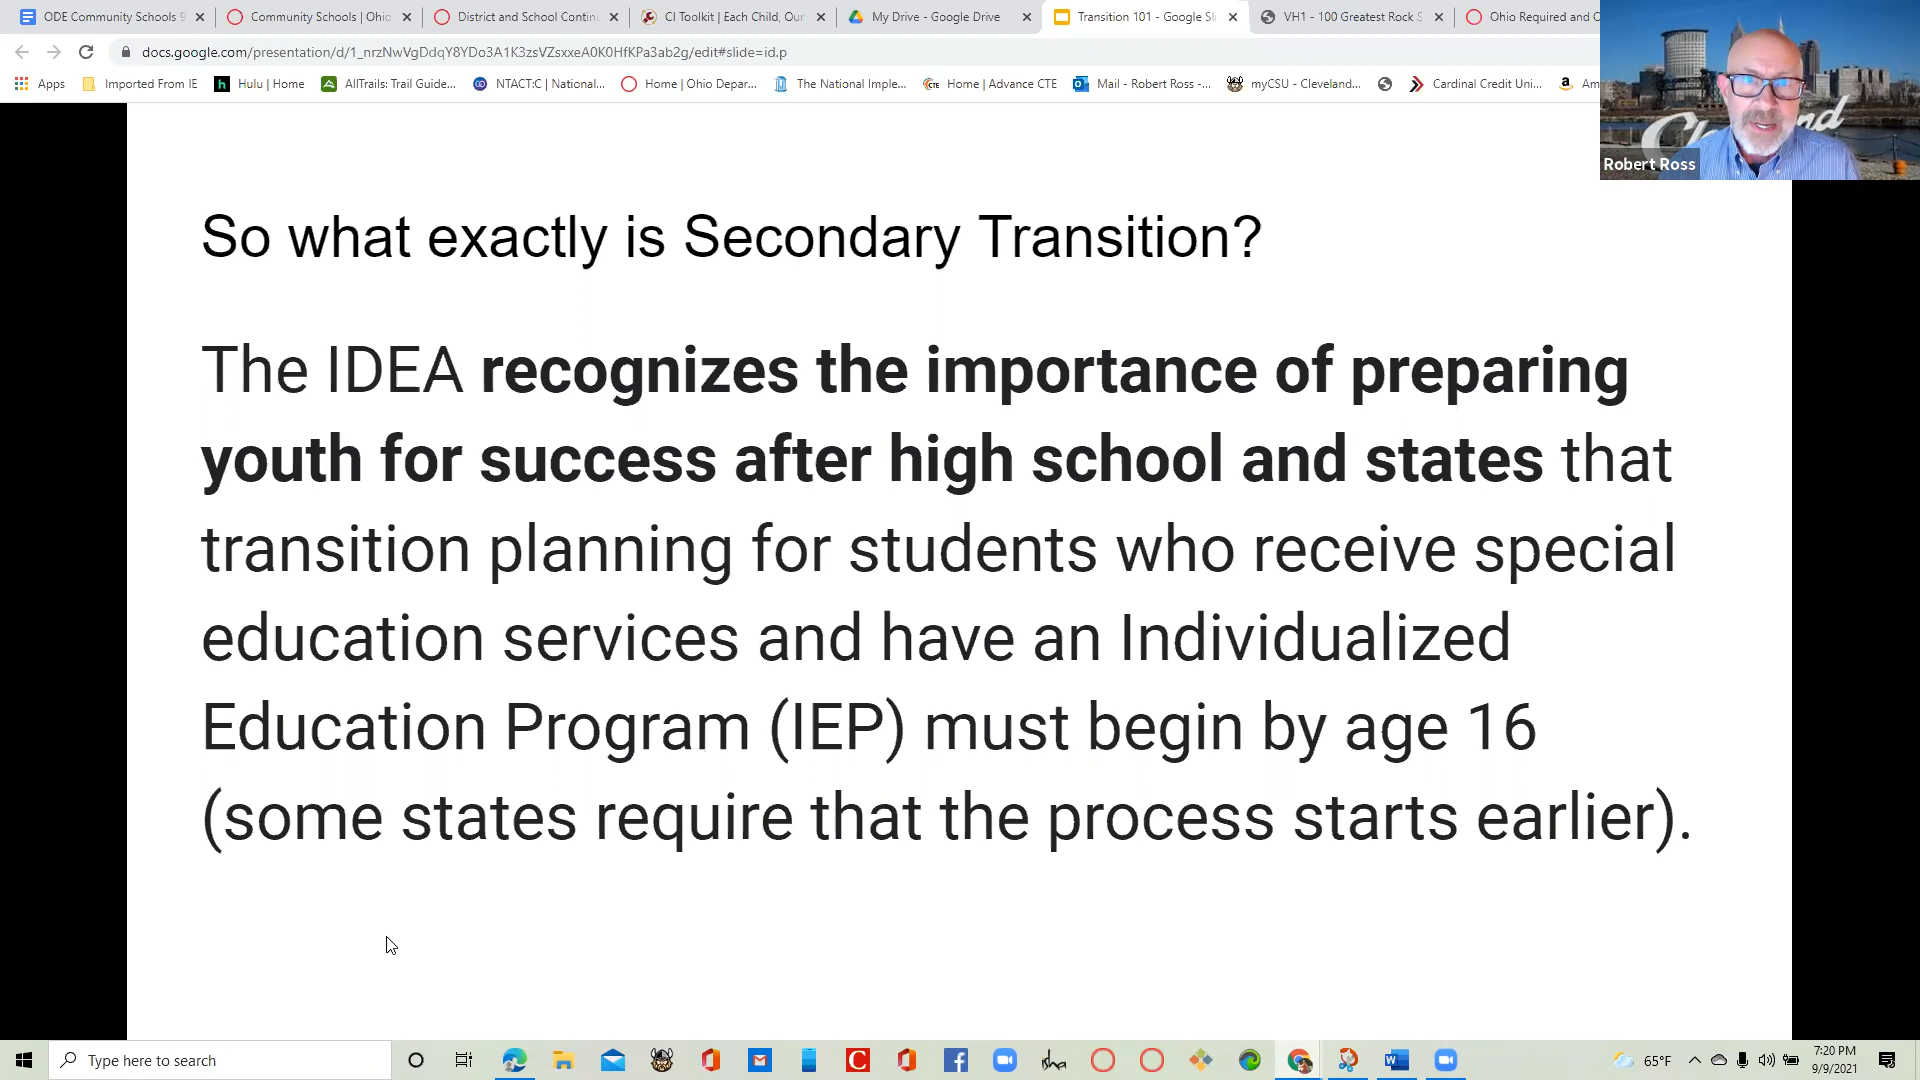 ODE Community Schools 9
Community Schools | Ohio
District and School Continu
CI Toolkit | Each Child, Our
My Drive - Google Drive
Transition 101 - Google Sli
VH1 - 100 Greatest Rock S
Ohio Required and O
docs.google.com/presentation/d/1_nrzNwVgDdqY8YDo3A1K3zsVZsxxeA0K0HfKPa3ab2g/edit#slide=id.p
Apps
Imported From IE
Hulu | Home
AllTrails: Trail Guide...
NTACT:C | National...
Home | Ohio Depar...
The National Imple...
Home | Advance CTE
Mail - Robert Ross -...
myCSU - Cleveland...
Cardinal Credit Uni...
Am
Robert Ross
So what exactly is Secondary Transition?
The IDEA recognizes the importance of preparing
youth for success after high school and states that
transition planning for students who receive special
education services and have an Individualized
Education Program (IEP) must begin by age 16
(some states require that the process starts earlier).
Type here to search
65°F
7:20 PM
9/9/2021